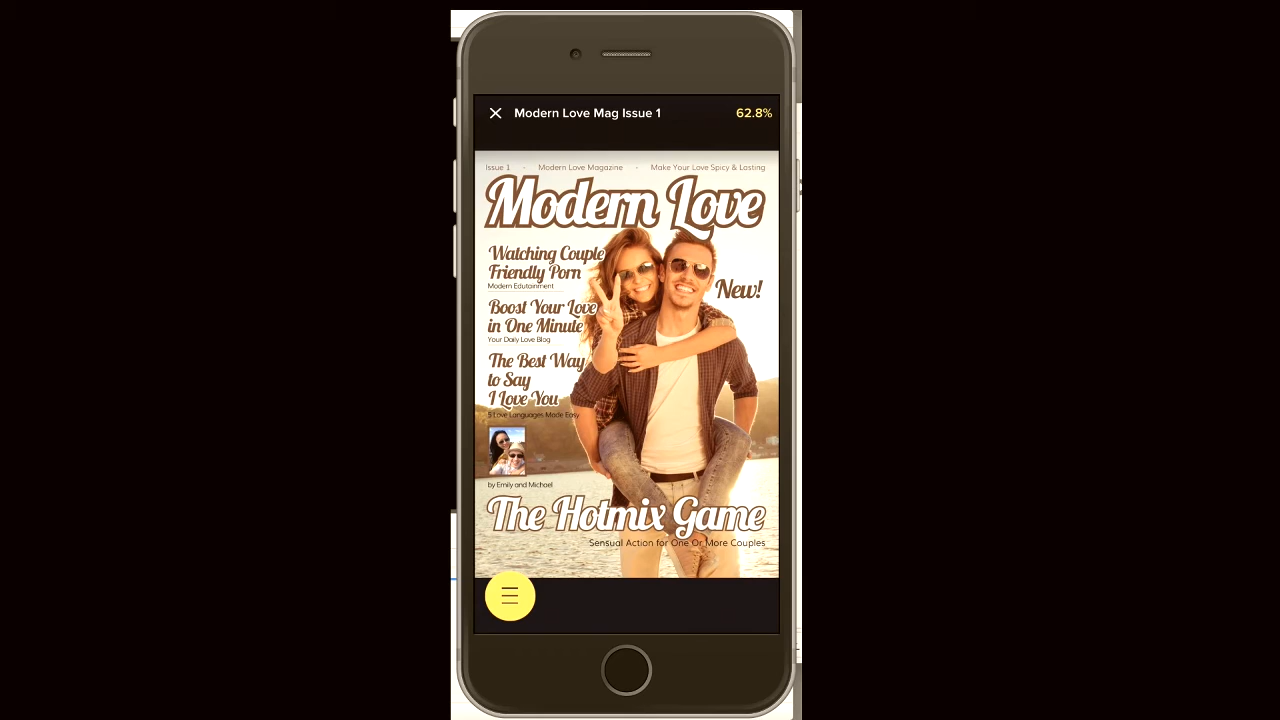 Modern Love Mag Issue 1 62.8%
Issue 1 - Modern Love Magazine - Make Your Love Spicy & Lasting
Modern Love
Watching Couple
Friendly Porn
Modern Edutainment
New!
Boost Your Love
in One Minute
Your Daily Love Blog
The Best Way
to Say
I Love You
5 Love Languages Made Easy
by Emily and Michael
The Hotmix Game
Sensual Action for One Or More Couples